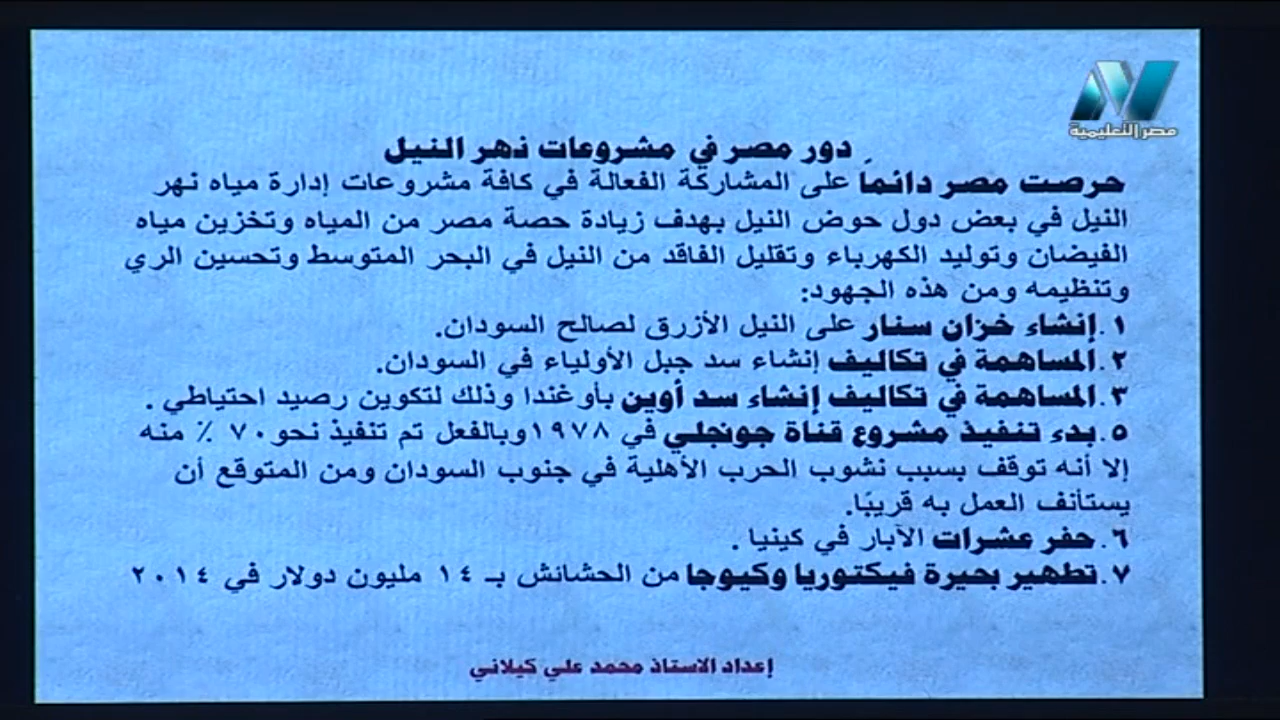 مصر التعليمية
دور مصر في مشروعات نهر النيل
حرصت مصر دائماً على المشاركة الفعالة في كافة مشروعات إدارة مياه نهر
النيل في بعض دول حوض النيل بهدف زيادة حصة مصر من المياه وتخزين مياه
الفيضان وتوليد الكهرباء وتقليل الفاقد من النيل في البحر المتوسط وتحسين الري
وتنظيمه ومن هذه الجهود:
١.إنشاء خزان سنار على النيل الأزرق لصالح السودان.
٢.المساهمة في تكاليف إنشاء سد جبل الأولياء في السودان.
٣.المساهمة في تكاليف إنشاء سد أوين بأوغندا وذلك لتكوين رصيد احتياطي .
٥.بدء تنفيذ مشروع قناة جونجلي في ١٩٧٨وبالفعل تم تنفيذ نحو٧٠ ٪ منه
إلا أنه توقف بسبب نشوب الحرب الأهلية في جنوب السودان ومن المتوقع أن
يستأنف العمل به قريبًا.
٦.حفر عشرات الآبار في كينيا .
٧.تطهير بحيرة فيكتوريا وكيوجا من الحشائش بـ ١٤ مليون دولار في ٢٠١٤
إعداد الاستاذ محمد علي كيلاني